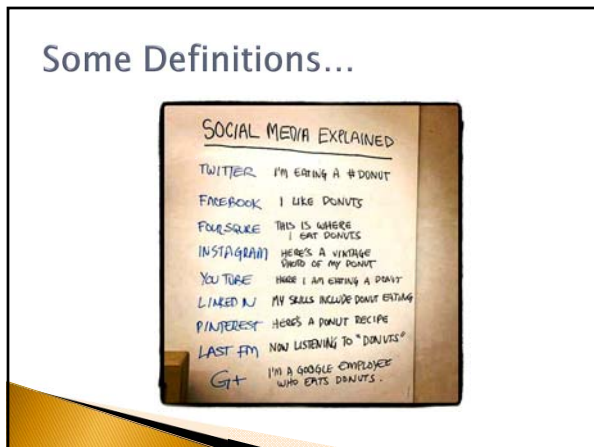 Some Definitions...
SOCIAL MEDIA EXPLAINED
TWITTER I'M EATING A #DONUT
FACEBOOK I LIKE DONUTS
FOURSQUARE THIS IS WHERE
I EAT DONUTS
INSTAGRAM HERE'S A VINTAGE
PHOTO OF MY DONUT
YOU TUBE HERE I AM EATING A DONUT
LINKED IN MY SKILLS INCLUDE DONUT EATING
PINTEREST HERE'S A DONUT RECIPE
LAST FM NOW LISTENING TO "DONUTS"
G+ I'M A GOOGLE EMPLOYEE
WHO EATS DONUTS.